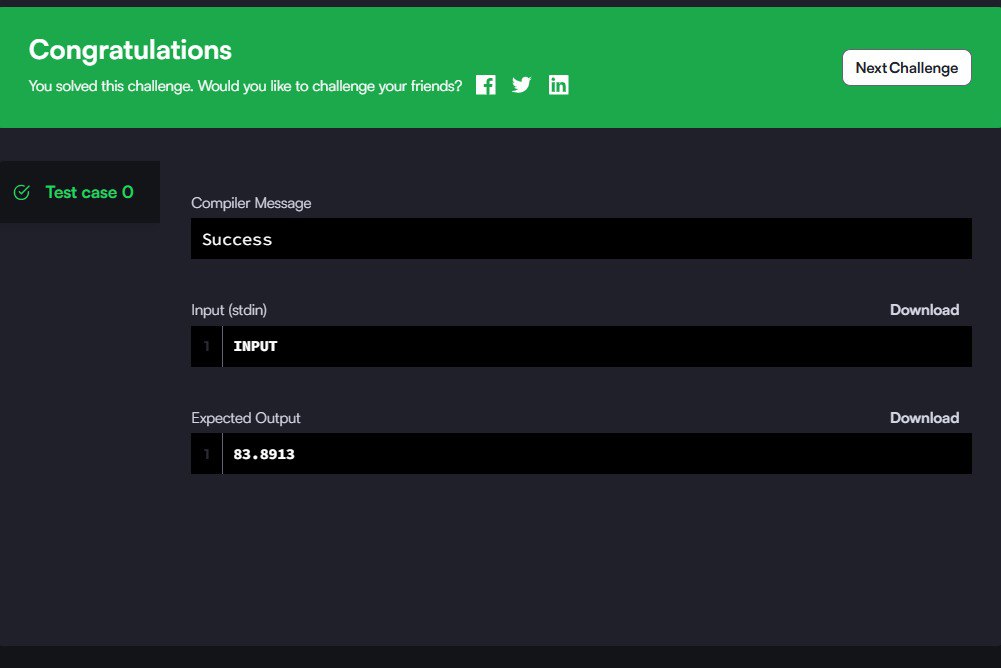 Congratulations
You solved this challenge. Would you like to challenge your friends?
Next Challenge
Test case 0
Compiler Message
Success
Input (stdin)
Download
1
INPUT
Expected Output
Download
1
83.8913